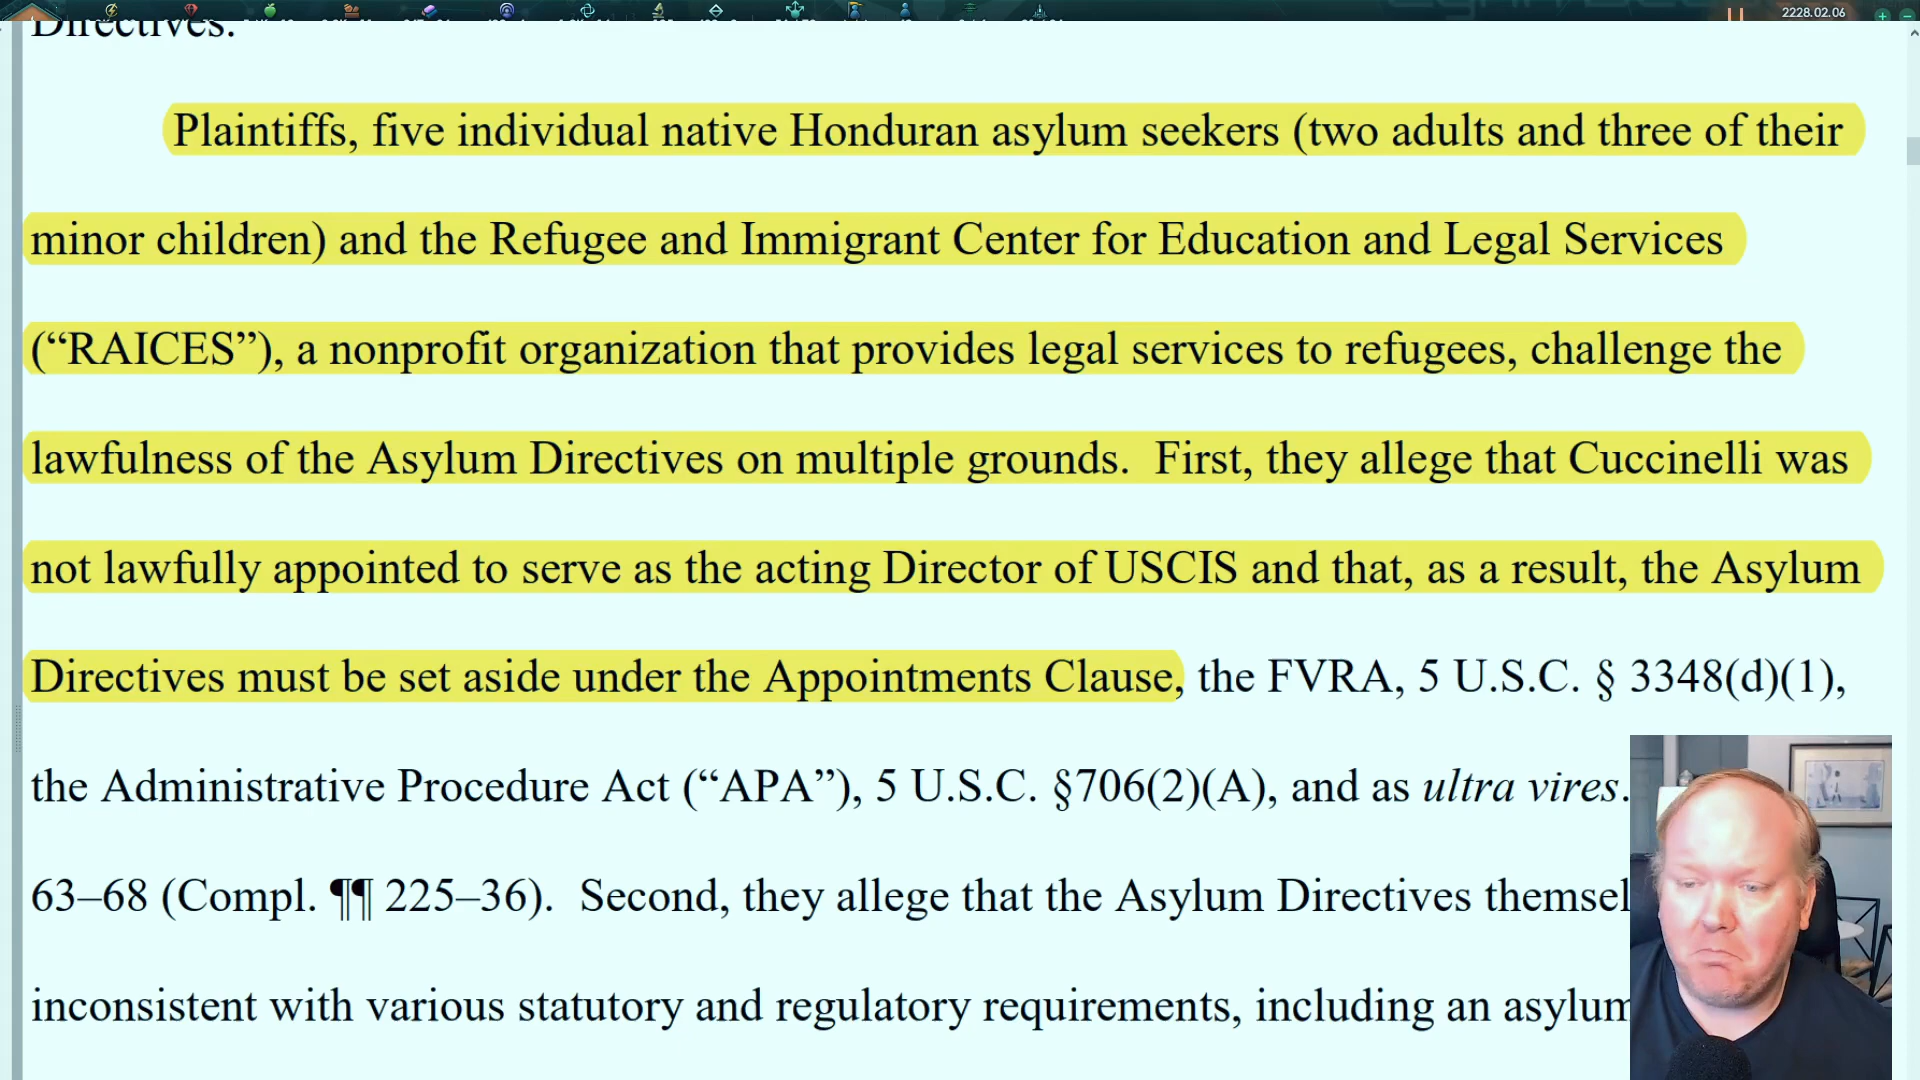 2228.02.06
Directives.
Plaintiffs, five individual native Honduran asylum seekers (two adults and three of their
minor children) and the Refugee and Immigrant Center for Education and Legal Services
(“RAICES”), a nonprofit organization that provides legal services to refugees, challenge the
lawfulness of the Asylum Directives on multiple grounds.  First, they allege that Cuccinelli was
not lawfully appointed to serve as the acting Director of USCIS and that, as a result, the Asylum
Directives must be set aside under the Appointments Clause, the FVRA, 5 U.S.C. § 3348(d)(1),
the Administrative Procedure Act (“APA”), 5 U.S.C. §706(2)(A), and as ultra vires.
63–68 (Compl. ¶¶ 225–36).  Second, they allege that the Asylum Directives themsel
inconsistent with various statutory and regulatory requirements, including an asylum